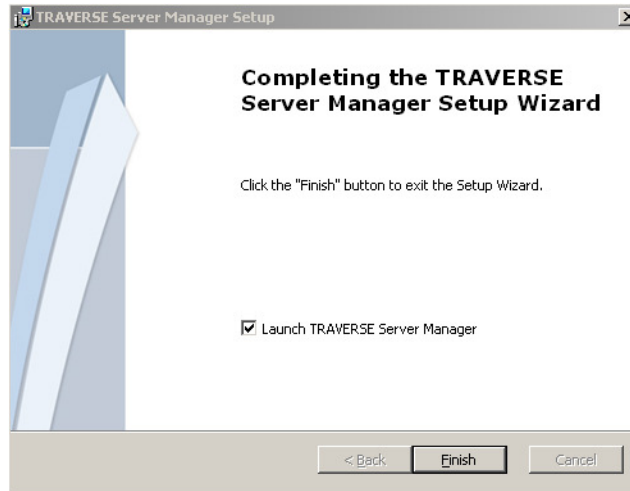 TRAVERSE Server Manager Setup
Completing the TRAVERSE
Server Manager Setup Wizard
Click the "Finish" button to exit the Setup Wizard.
Launch TRAVERSE Server Manager
< Back
Finish
Cancel